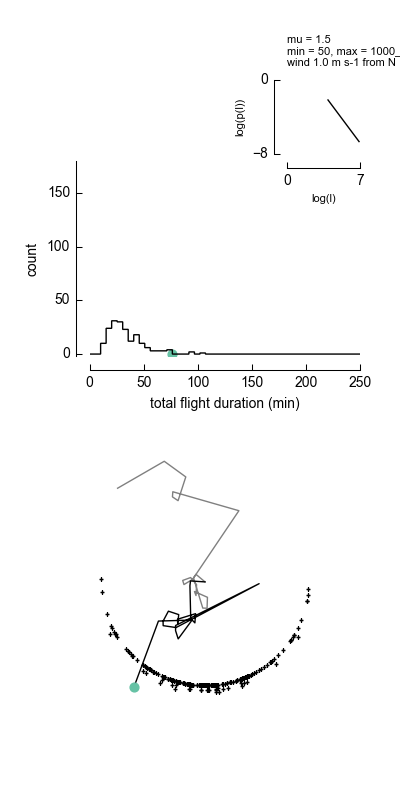 mu = 1.5
min = 50, max = 1000_
wind 1.0 m s-1 from N
0
log(p(l))
−8
0
7
log(l)
150
100
50
0
count
0
50
100
150
200
250
total flight duration (min)